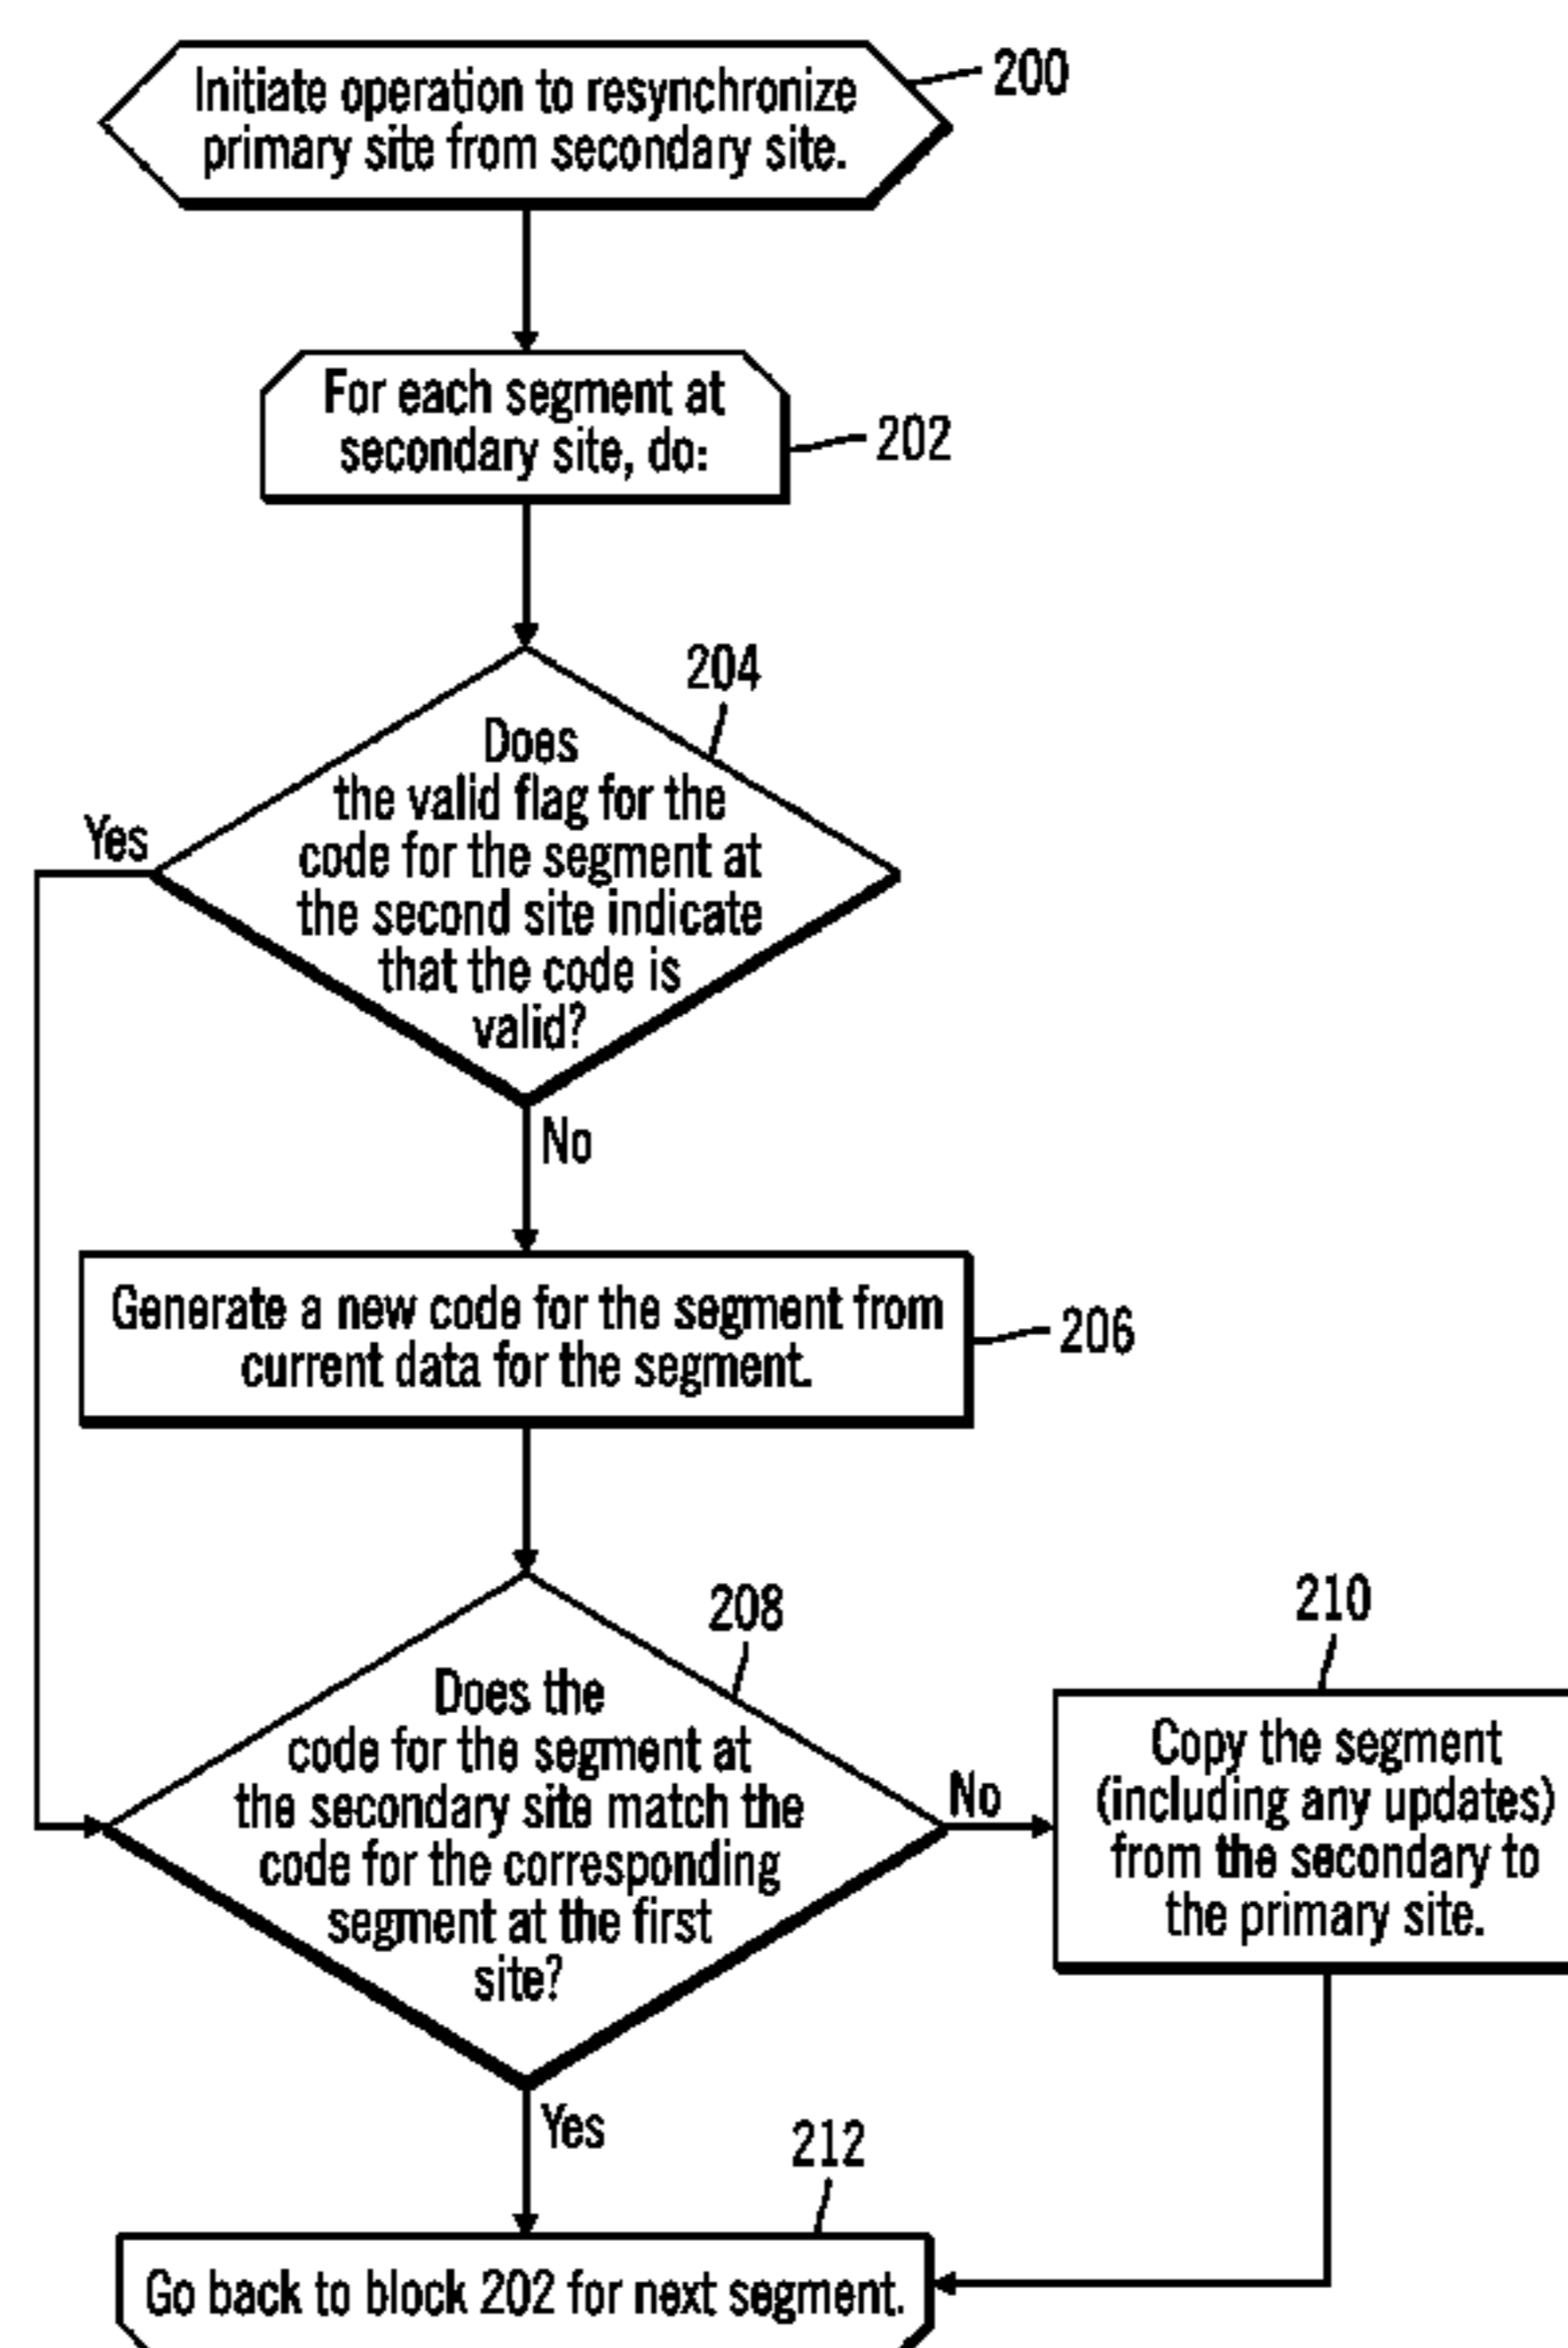 Initiate operation to resynchronize
primary site from secondary site.
200
For each segment at
secondary site, do:
202
204
Does
the valid flag for the
code for the segment at
the second site indicate
that the code is
valid?
Yes
No
Generate a new code for the segment from
current data for the segment.
206
208
Does the
code for the segment at
the secondary site match the
code for the corresponding
segment at the first
site?
No
210
Copy the segment
(including any updates)
from the secondary to
the primary site.
Yes
212
Go back to block 202 for next segment.